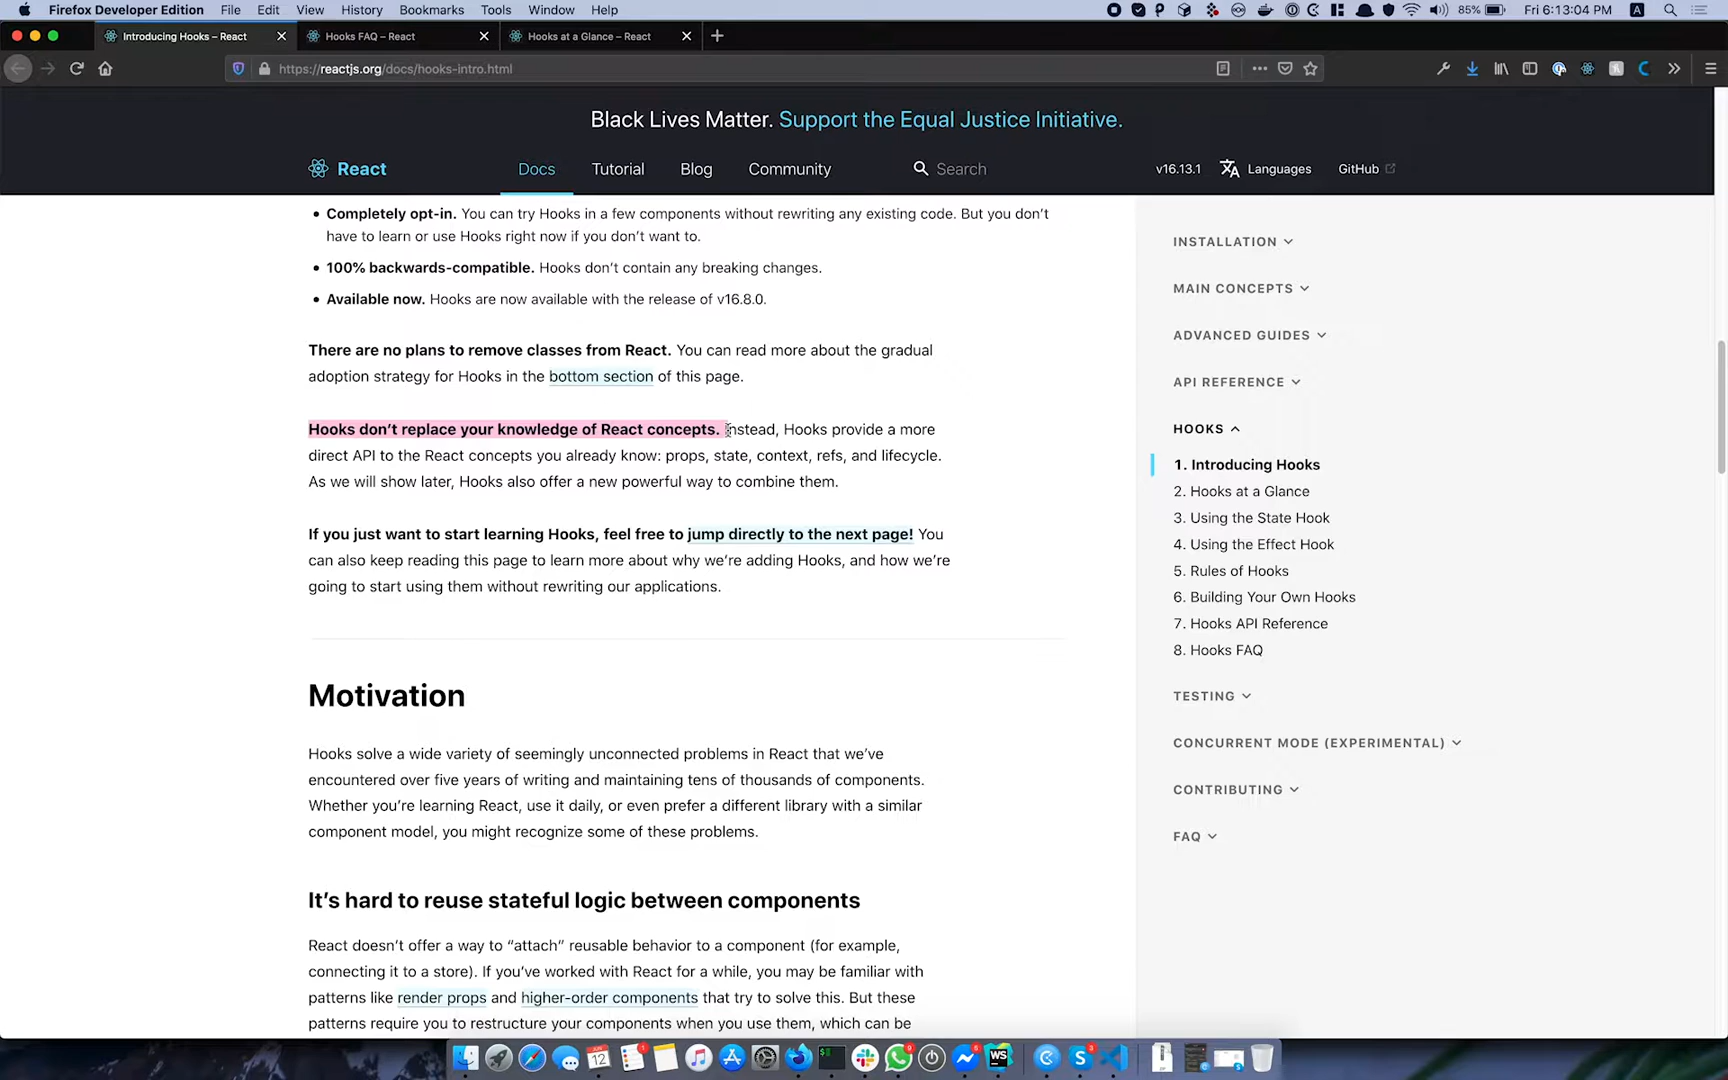 Firefox Developer Edition File Edit View History Bookmarks Tools Window Help 85% Fri 6:13:04 PM A
Introducing Hooks – React
Hooks FAQ – React
Hooks at a Glance – React
https://reactjs.org/docs/hooks-intro.html
Black Lives Matter. Support the Equal Justice Initiative.
React
Docs
Tutorial
Blog
Community
Search
v16.13.1
Languages
GitHub
Completely opt-in. You can try Hooks in a few components without rewriting any existing code. But you don’t
have to learn or use Hooks right now if you don’t want to.
100% backwards-compatible. Hooks don’t contain any breaking changes.
Available now. Hooks are now available with the release of v16.8.0.
There are no plans to remove classes from React. You can read more about the gradual
adoption strategy for Hooks in the bottom section of this page.
Hooks don’t replace your knowledge of React concepts. Instead, Hooks provide a more
direct API to the React concepts you already know: props, state, context, refs, and lifecycle.
As we will show later, Hooks also offer a new powerful way to combine them.
If you just want to start learning Hooks, feel free to jump directly to the next page! You
can also keep reading this page to learn more about why we’re adding Hooks, and how we’re
going to start using them without rewriting our applications.
Motivation
Hooks solve a wide variety of seemingly unconnected problems in React that we’ve
encountered over five years of writing and maintaining tens of thousands of components.
Whether you’re learning React, use it daily, or even prefer a different library with a similar
component model, you might recognize some of these problems.
It’s hard to reuse stateful logic between components
React doesn’t offer a way to “attach” reusable behavior to a component (for example,
connecting it to a store). If you’ve worked with React for a while, you may be familiar with
patterns like render props and higher-order components that try to solve this. But these
patterns require you to restructure your components when you use them, which can be
INSTALLATION
MAIN CONCEPTS
ADVANCED GUIDES
API REFERENCE
HOOKS
1. Introducing Hooks
2. Hooks at a Glance
3. Using the State Hook
4. Using the Effect Hook
5. Rules of Hooks
6. Building Your Own Hooks
7. Hooks API Reference
8. Hooks FAQ
TESTING
CONCURRENT MODE (EXPERIMENTAL)
CONTRIBUTING
FAQ
12
WS